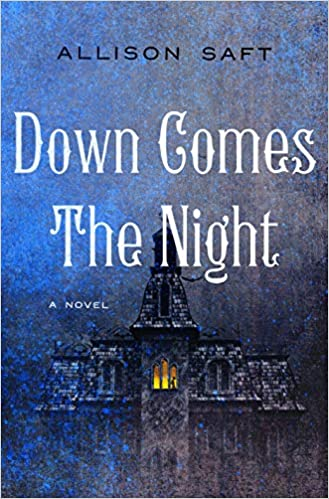 ALLISON SAFT
Down Comes
The Night
A NOVEL